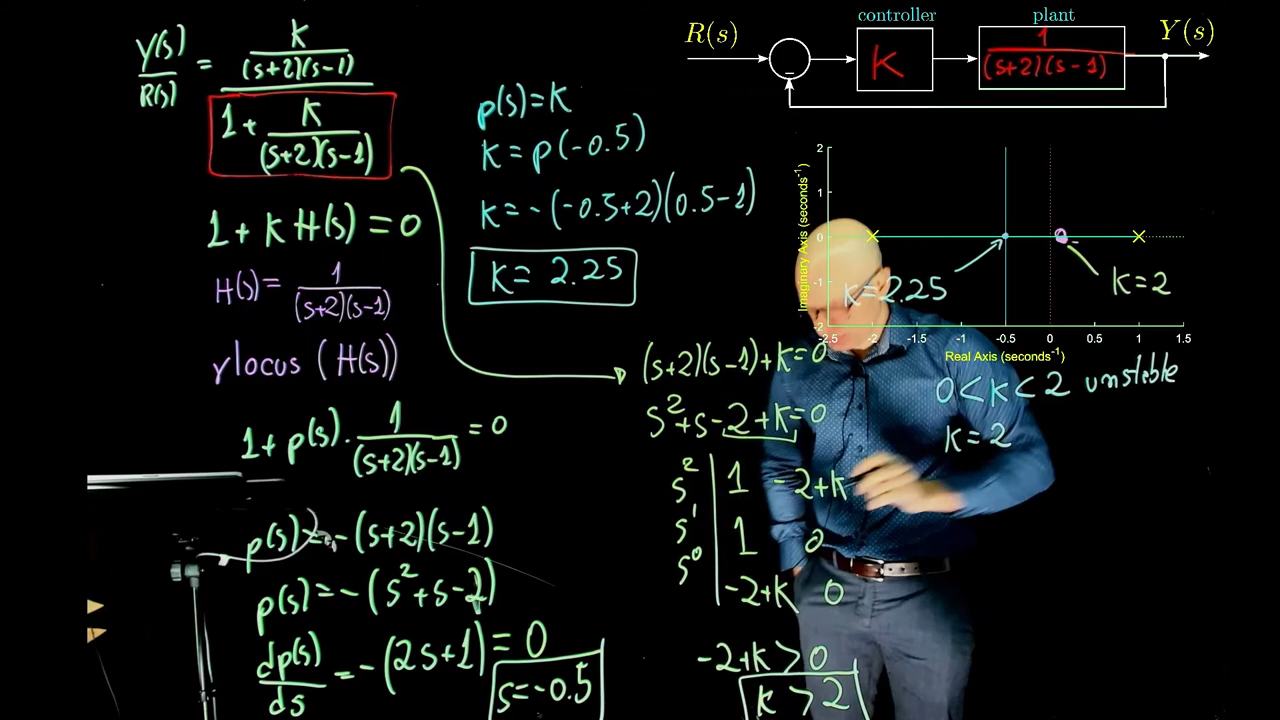 Y(s)/R(s) = (K/((s+2)(s-1)))/(1+ K/((s+2)(s-1)))
1 + K H(s) = 0
H(s)= 1/((s+2)(s-1))
rlocus (H(s))
1+ p(s)· 1/((s+2)(s-1)) = 0
p(s)=-(s+2)(s-1)
p(s)=-(s²+s-2)
dp(s)/ds = -(2s+1) = 0
s=-0.5
p(s)=K
K=p(-0.5)
K=-(-0.5+2)(0.5-1)
K= 2.25
(s+2)(s-1)+K=0
s²+s-2+K=0
s² 1 -2+K
s¹ 1 0
s⁰ -2+K 0
-2+K>0
K>2
controller
plant
R(s)
-
K
1/((s+2)(s-1))
Y(s)
Imaginary Axis (seconds⁻¹)
2
1
0
-1
-2
K=2.25
K=2
-2.5 -2 -1.5 -1 -0.5 0 0.5 1 1.5
Real Axis (seconds⁻¹)
0<K<2 unstable
K=2